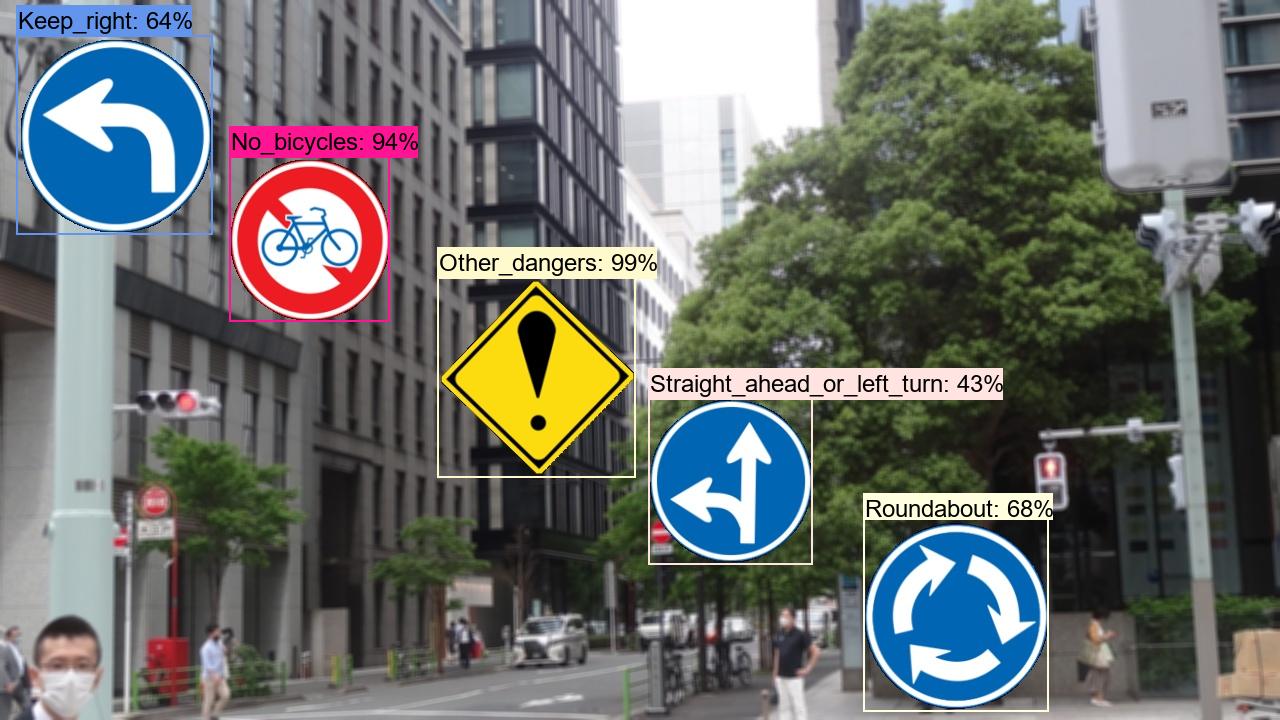 Keep_right: 64%
No_bicycles: 94%
Other_dangers: 99%
Straight_ahead_or_left_turn: 43%
Roundabout: 68%